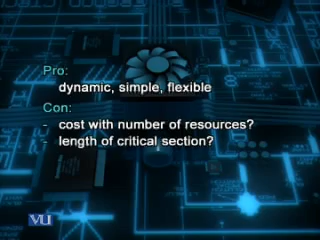 Pro:
dynamic, simple, flexible
Con:
- cost with number of resources?
- length of critical section?
VU